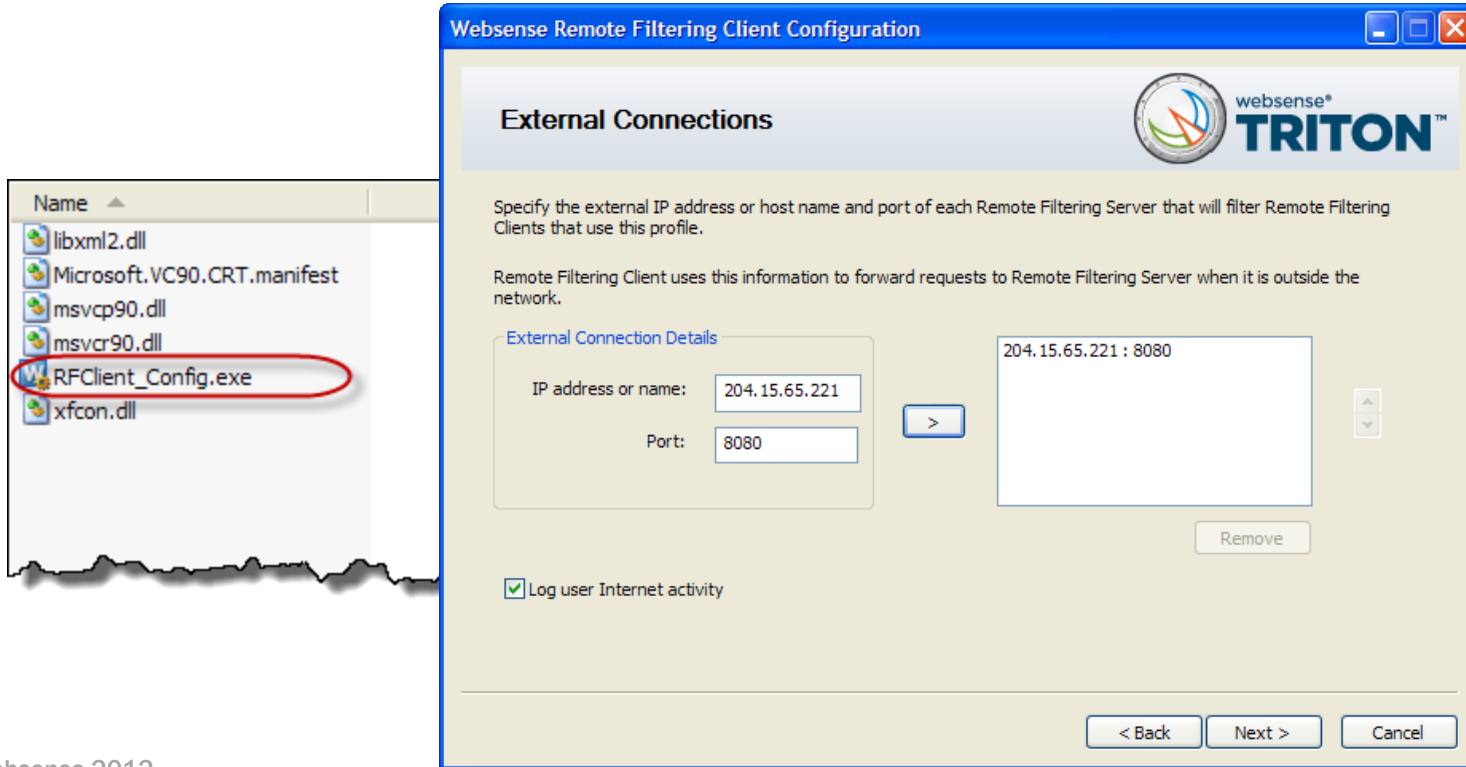 Name
libxml2.dll
Microsoft.VC90.CRT.manifest
msvcp90.dll
msvcr90.dll
RFClient_Config.exe
xfcon.dll
Websense Remote Filtering Client Configuration
External Connections
websense®
TRITON™
Specify the external IP address or host name and port of each Remote Filtering Server that will filter Remote Filtering
Clients that use this profile.
Remote Filtering Client uses this information to forward requests to Remote Filtering Server when it is outside the
network.
External Connection Details
IP address or name:
204.15.65.221
Port:
8080
>
204.15.65.221 : 8080
Remove
Log user Internet activity
< Back
Next >
Cancel
2012